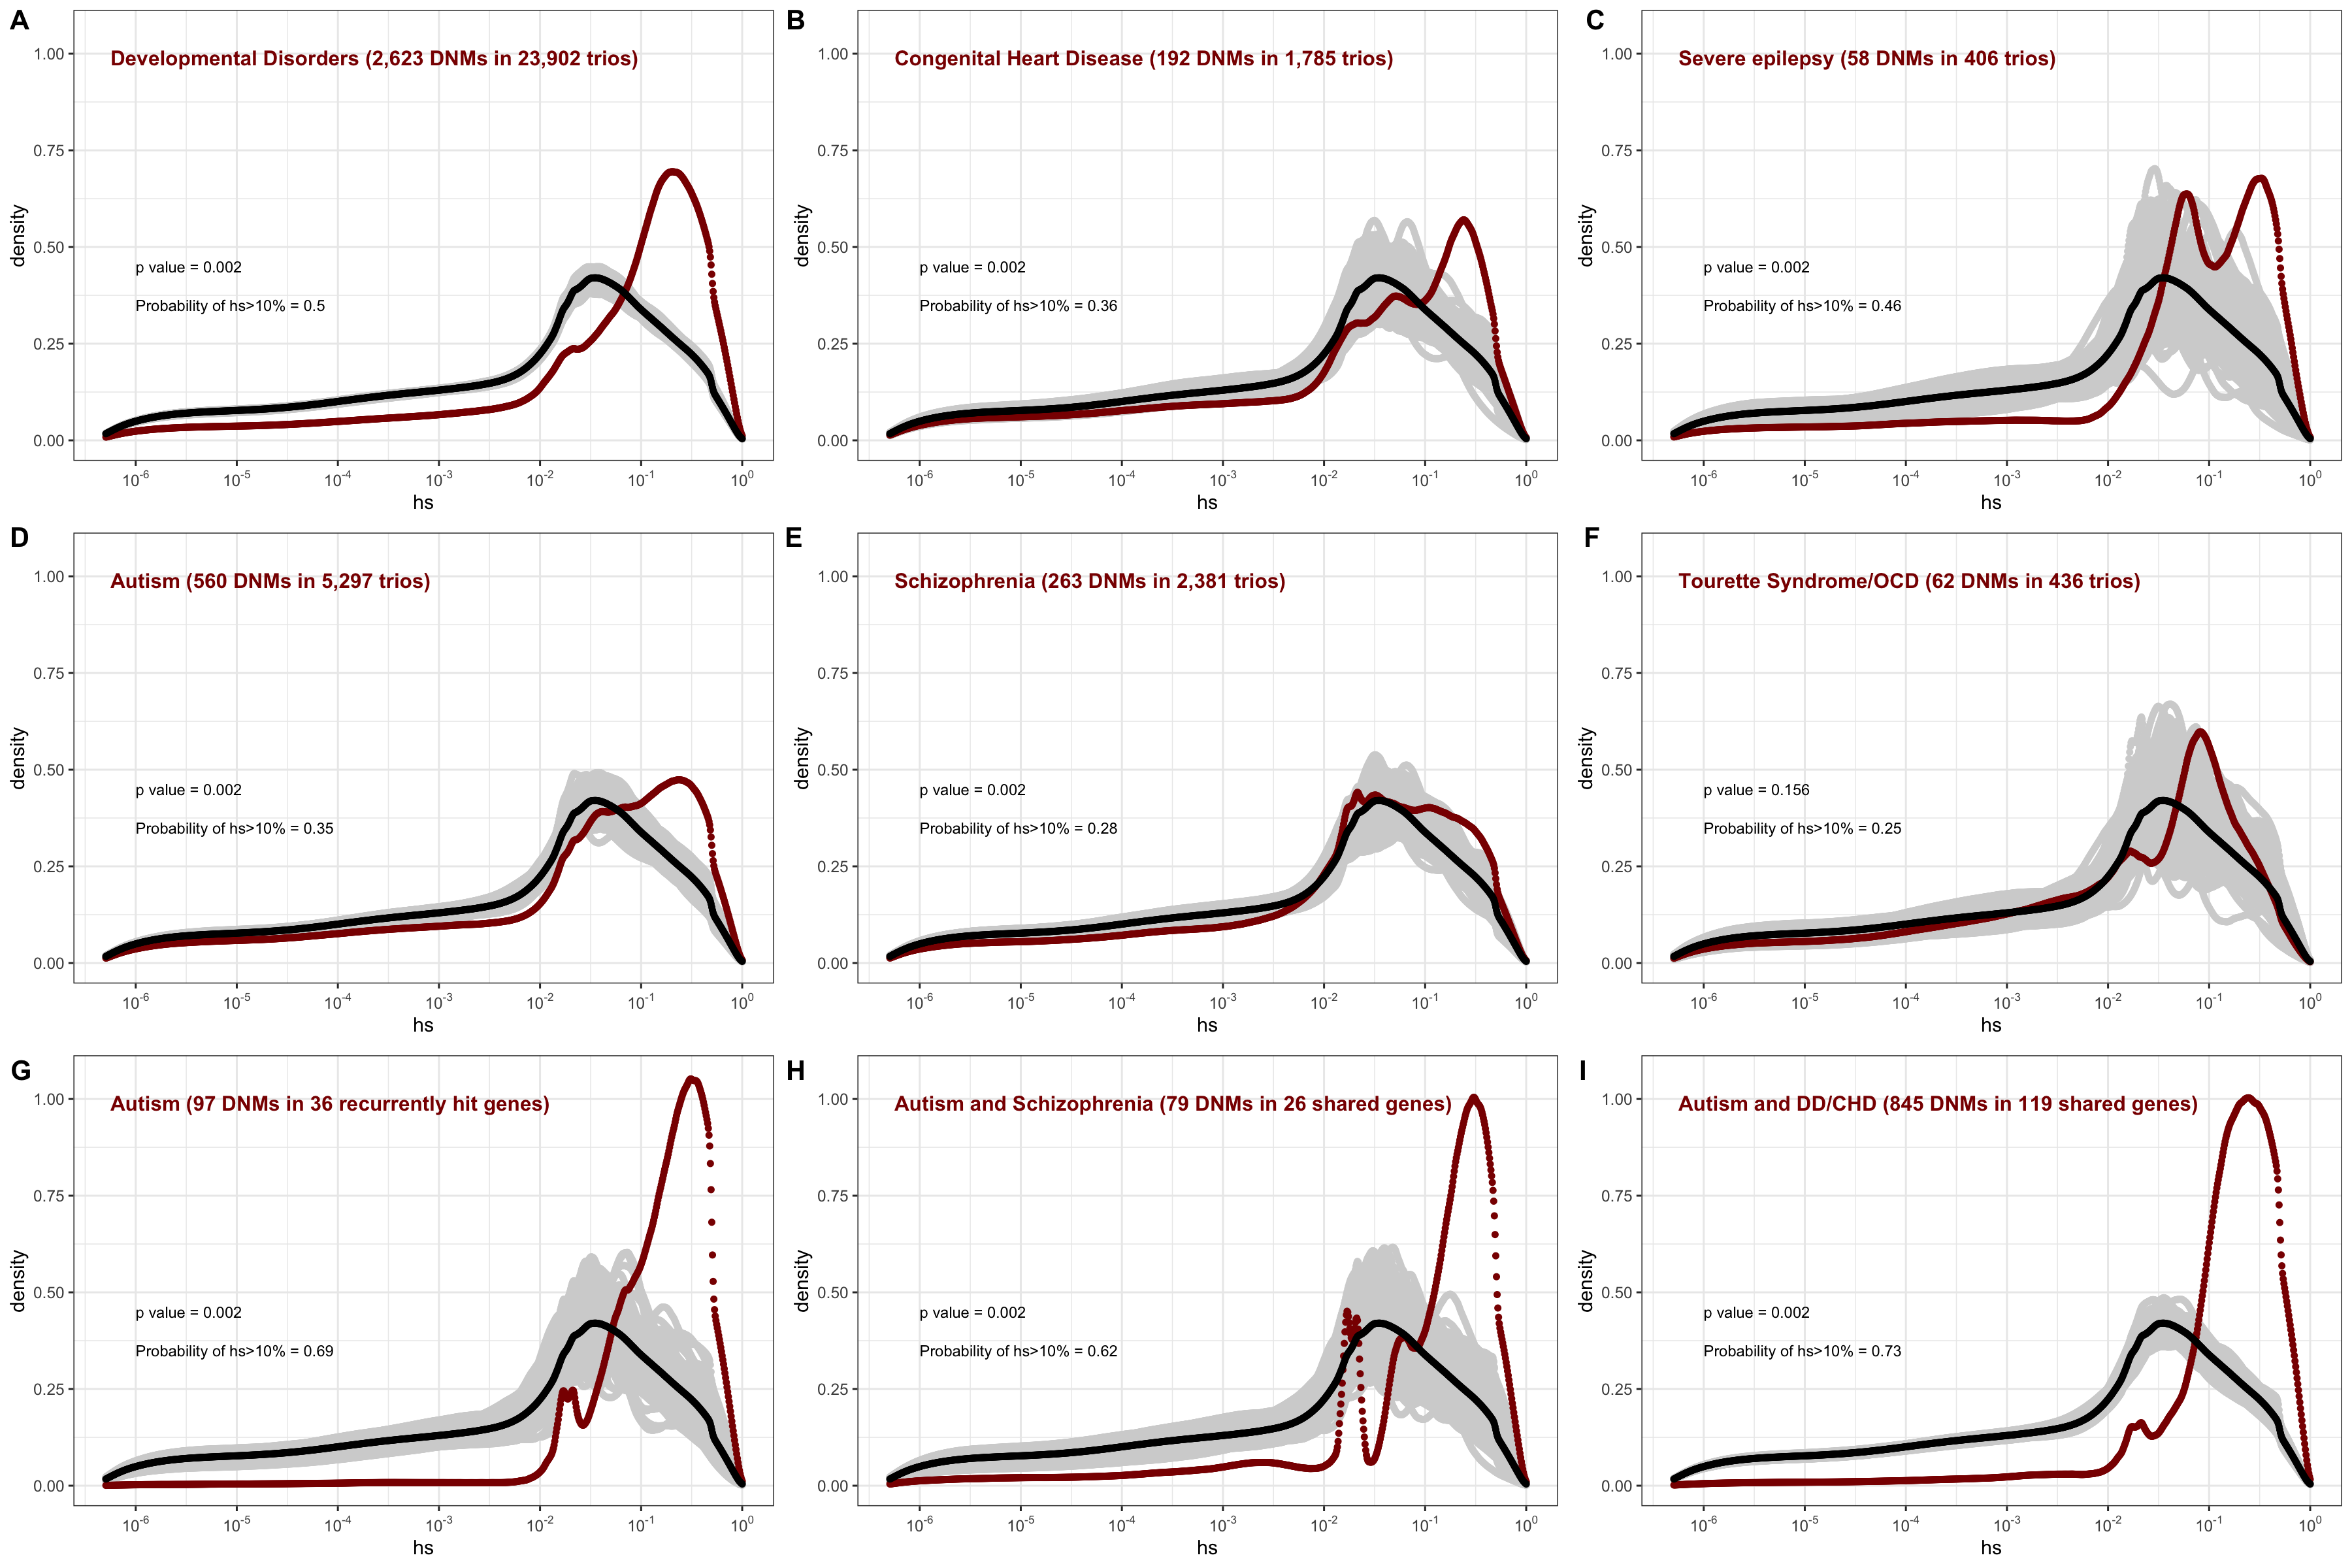 A
Developmental Disorders (2,623 DNMs in 23,902 trios)
p value = 0.002
Probability of hs>10% = 0.5
density
1.00
0.75
0.50
0.25
0.00
10-6 10-5 10-4 10-3 10-2 10-1 100
hs
B
Congenital Heart Disease (192 DNMs in 1,785 trios)
p value = 0.002
Probability of hs>10% = 0.36
density
1.00
0.75
0.50
0.25
0.00
10-6 10-5 10-4 10-3 10-2 10-1 100
hs
C
Severe epilepsy (58 DNMs in 406 trios)
p value = 0.002
Probability of hs>10% = 0.46
density
1.00
0.75
0.50
0.25
0.00
10-6 10-5 10-4 10-3 10-2 10-1 100
hs
D
Autism (560 DNMs in 5,297 trios)
p value = 0.002
Probability of hs>10% = 0.35
density
1.00
0.75
0.50
0.25
0.00
10-6 10-5 10-4 10-3 10-2 10-1 100
hs
E
Schizophrenia (263 DNMs in 2,381 trios)
p value = 0.002
Probability of hs>10% = 0.28
density
1.00
0.75
0.50
0.25
0.00
10-6 10-5 10-4 10-3 10-2 10-1 100
hs
F
Tourette Syndrome/OCD (62 DNMs in 436 trios)
p value = 0.156
Probability of hs>10% = 0.25
density
1.00
0.75
0.50
0.25
0.00
10-6 10-5 10-4 10-3 10-2 10-1 100
hs
G
Autism (97 DNMs in 36 recurrently hit genes)
p value = 0.002
Probability of hs>10% = 0.69
density
1.00
0.75
0.50
0.25
0.00
10-6 10-5 10-4 10-3 10-2 10-1 100
hs
H
Autism and Schizophrenia (79 DNMs in 26 shared genes)
p value = 0.002
Probability of hs>10% = 0.62
density
1.00
0.75
0.50
0.25
0.00
10-6 10-5 10-4 10-3 10-2 10-1 100
hs
I
Autism and DD/CHD (845 DNMs in 119 shared genes)
p value = 0.002
Probability of hs>10% = 0.73
density
1.00
0.75
0.50
0.25
0.00
10-6 10-5 10-4 10-3 10-2 10-1 100
hs